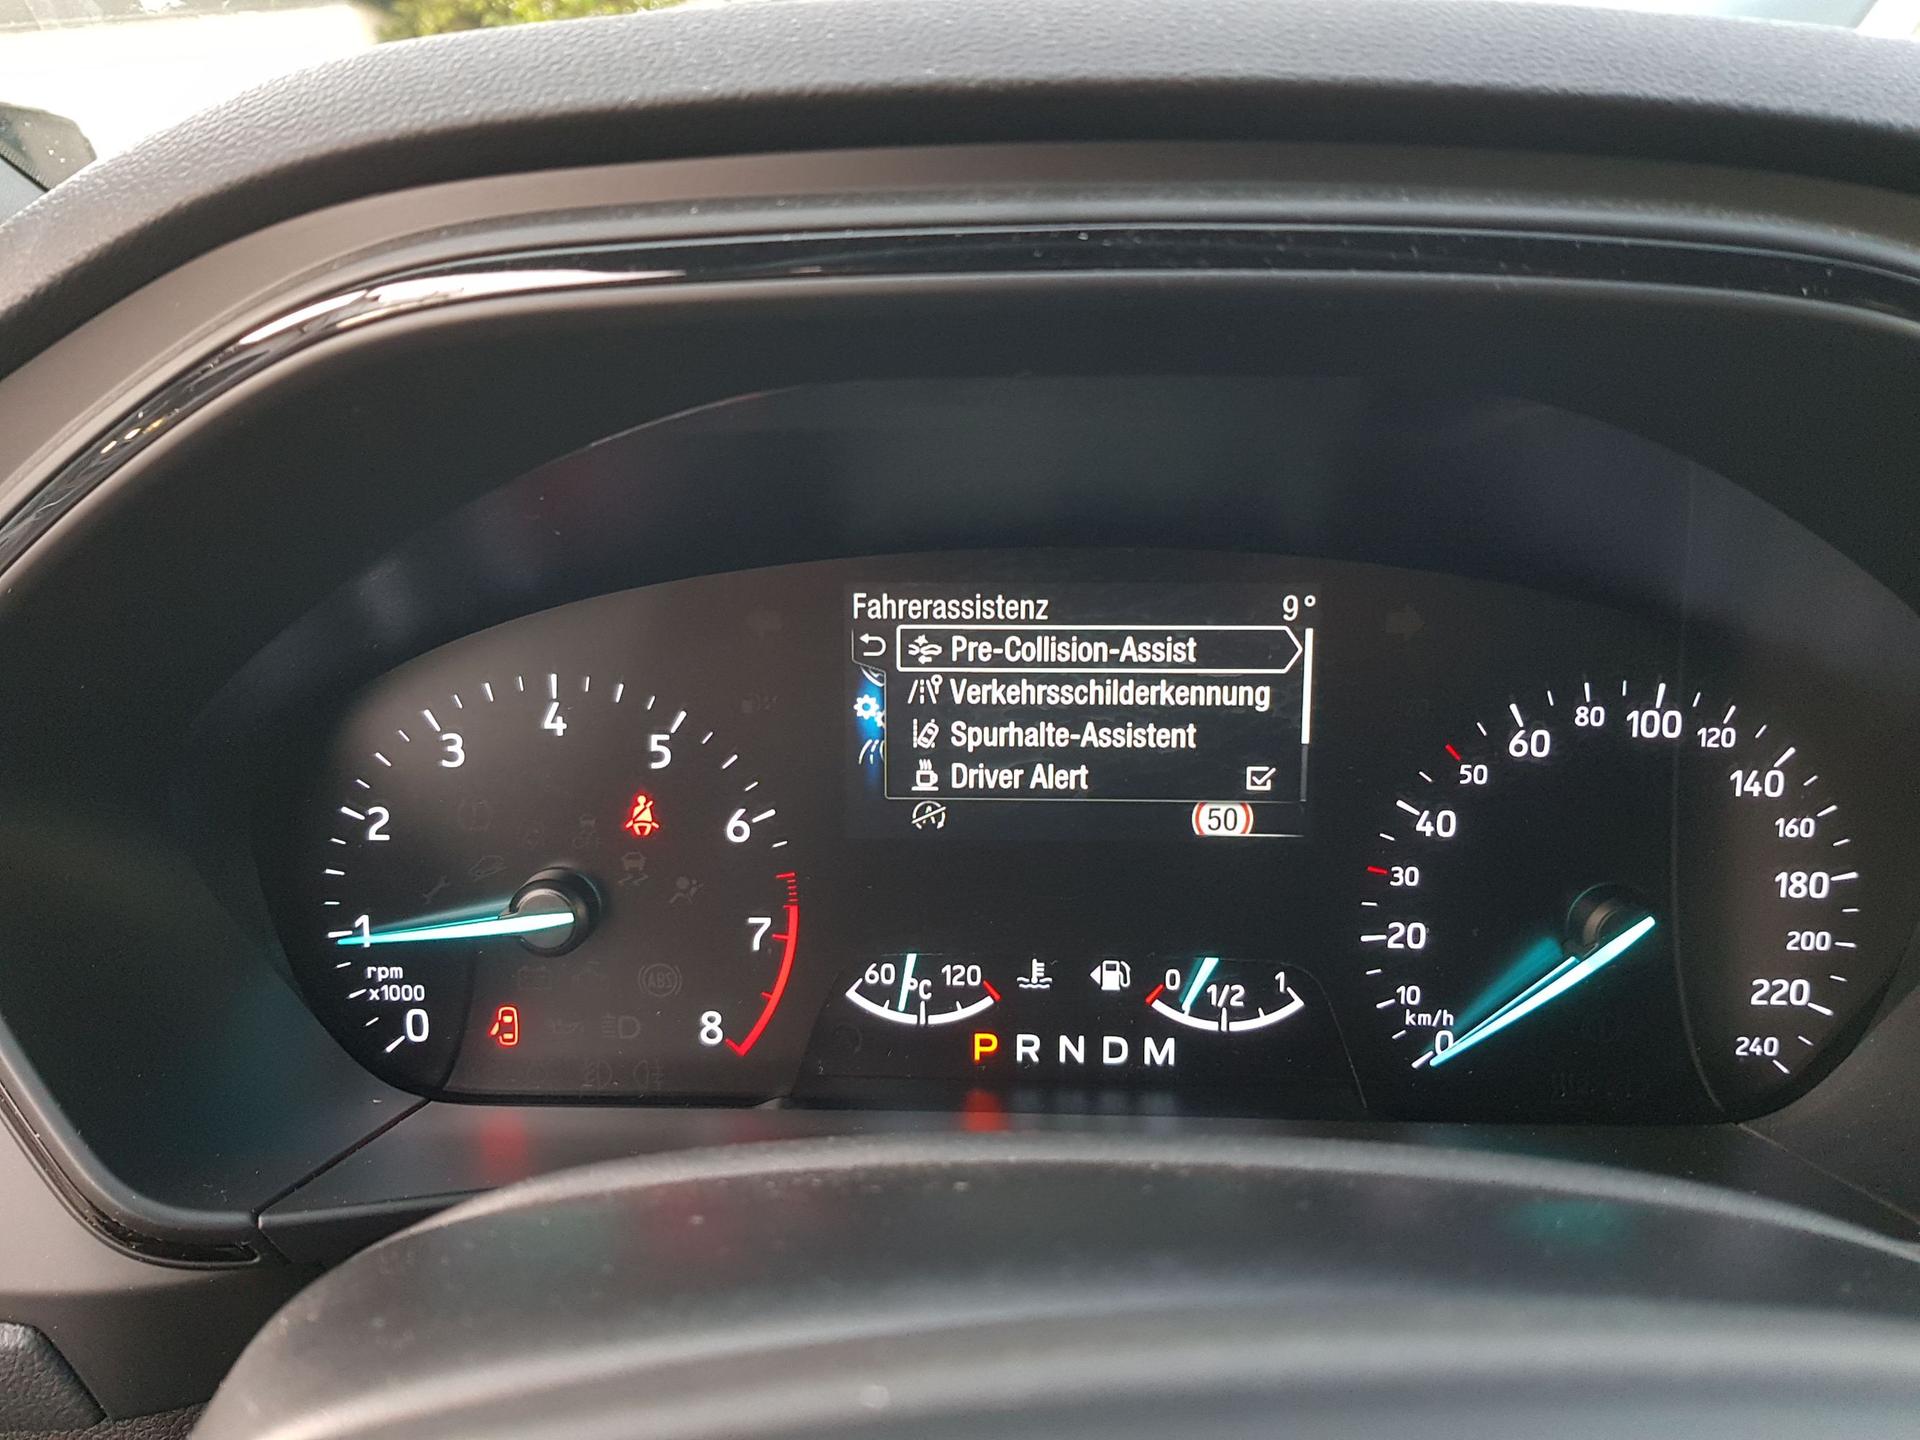 Fahrerassistenz 9°
Pre-Collision-Assist
Verkehrsschilderkennung
Spurhalte-Assistent
Driver Alert
50
0
1
2
3
4
5
6
7
8
rpm
x1000
ABS
60 °C 120
0 1/2 1
P R N D M
0
10
20
30
40
50
60
80
100
120
140
160
180
200
220
240
km/h